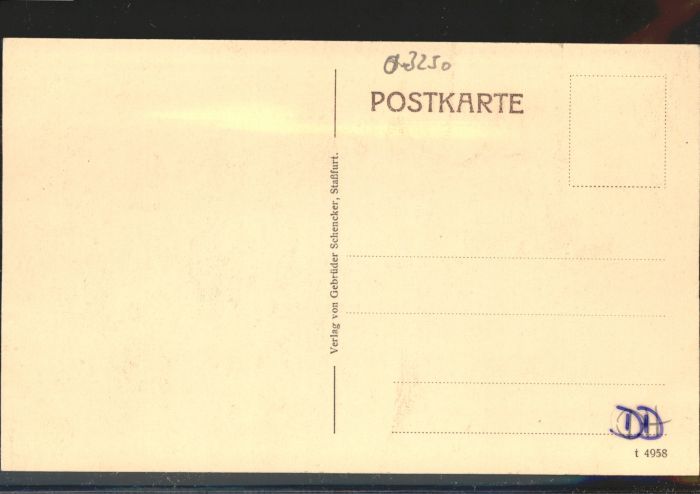 O-3250
POSTKARTE
Verlag von Gebrüder Schencker, Staßfurt.
t 4958